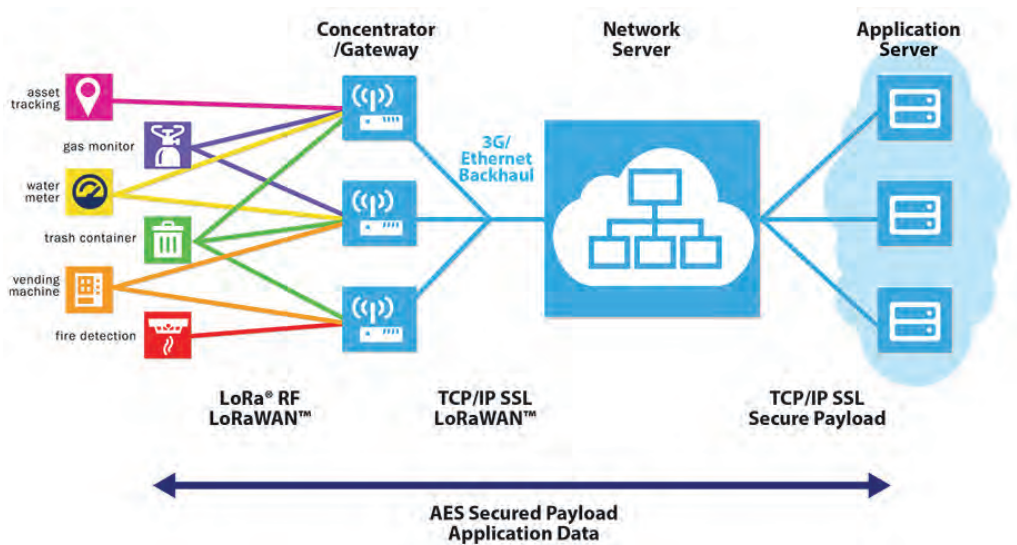 Concentrator
/Gateway
Network
Server
Application
Server
asset
tracking
gas monitor
water
meter
trash container
vending
machine
fire detection
3G/
Ethernet
Backhaul
LoRa® RF
LoRaWAN™
TCP/IP SSL
LoRaWAN™
TCP/IP SSL
Secure Payload
AES Secured Payload
Application Data